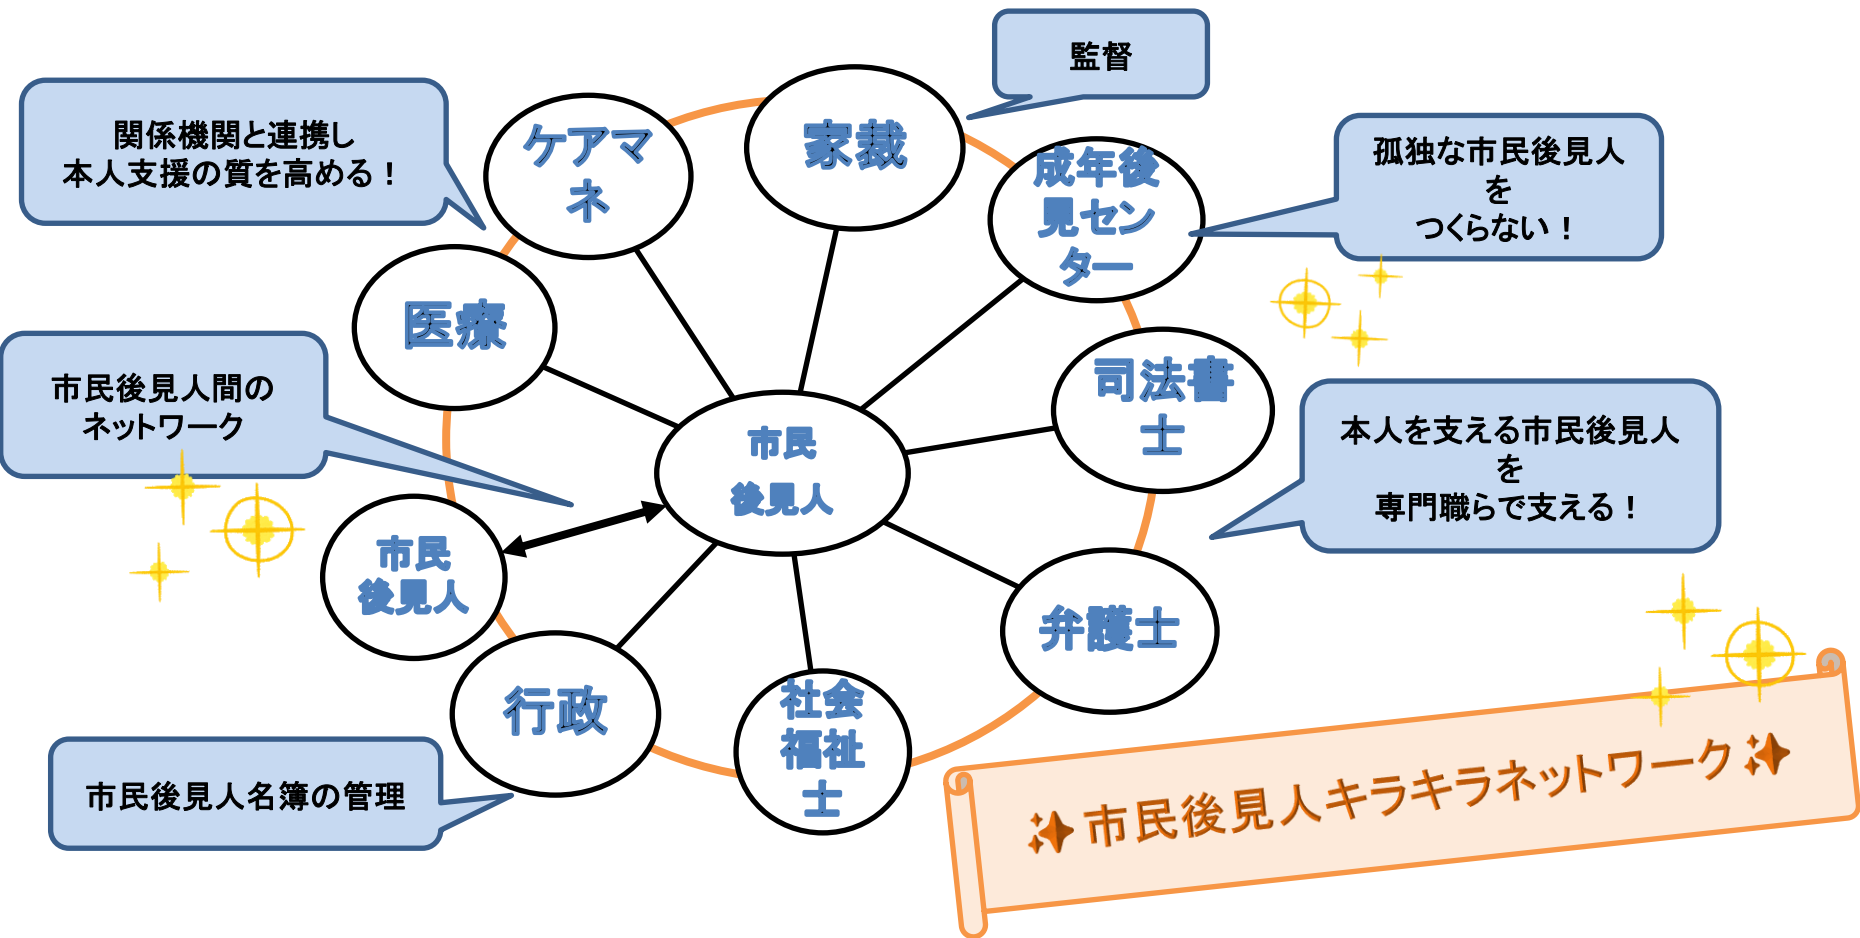 監督
関係機関と連携し
本人支援の質を高める！
ケアマ
ネ
家裁
成年後
見セン
ター
孤独な市民後見人
を
つくらない！
医療
市民後見人間の
ネットワーク
司法書
士
市民
後見人
本人を支える市民後見人
を
専門職らで支える！
市民
後見人
弁護士
行政
社会
福祉
士
市民後見人名簿の管理
✨市民後見人キラキラネットワーク✨